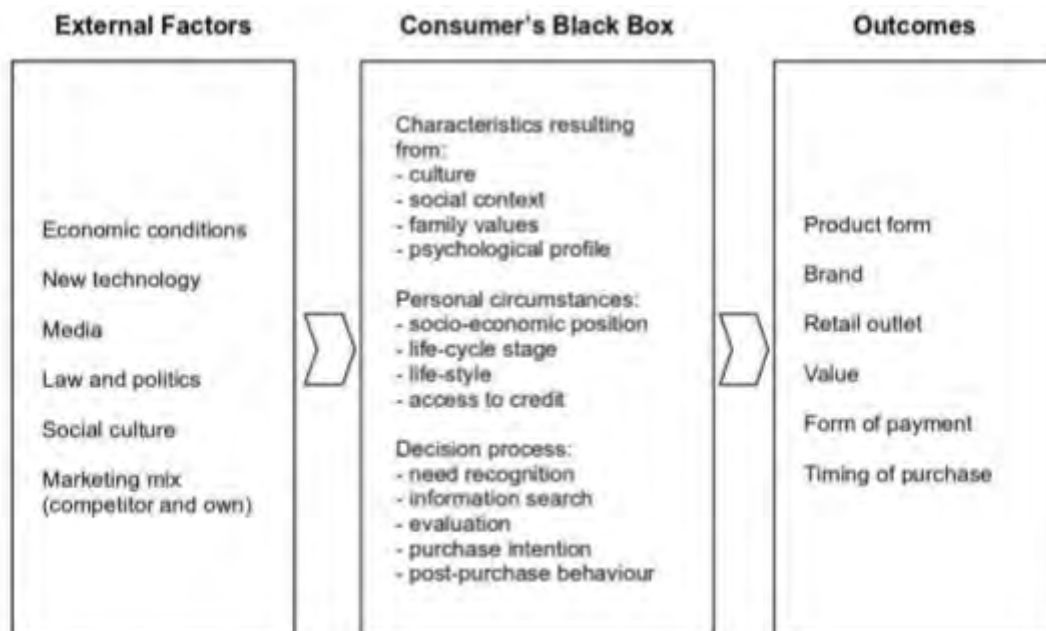 External Factors
Economic conditions
New technology
Media
Law and politics
Social culture
Marketing mix
(competitor and own)
Consumer's Black Box
Characteristics resulting
from:
- culture
- social context
- family values
- psychological profile
Personal circumstances:
- socio-economic position
- life-cycle stage
- life-style
- access to credit
Decision process:
- need recognition
- information search
- evaluation
- purchase intention
- post-purchase behaviour
Outcomes
Product form
Brand
Retail outlet
Value
Form of payment
Timing of purchase